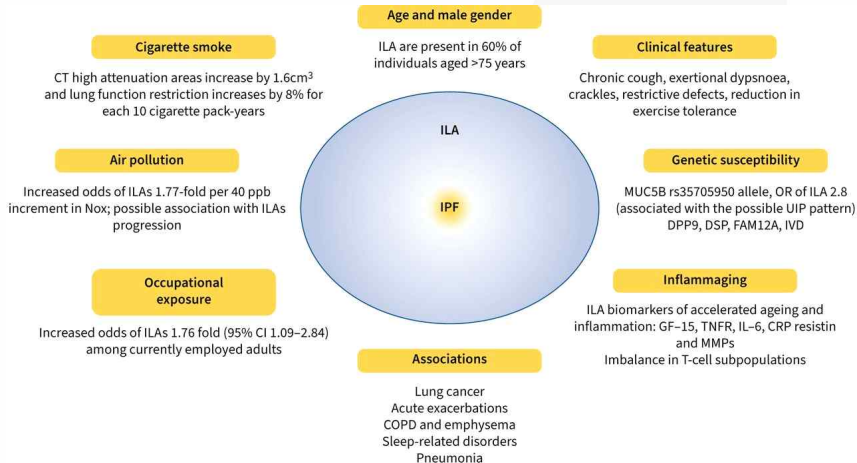 Age and male gender
ILA are present in 60% of
individuals aged >75 years
Cigarette smoke
CT high attenuation areas increase by 1.6cm³
and lung function restriction increases by 8% for
each 10 cigarette pack-years
Clinical features
Chronic cough, exertional dypsnoea,
crackles, restrictive defects, reduction in
exercise tolerance
ILA
Air pollution
Increased odds of ILAs 1.77-fold per 40 ppb
increment in Nox; possible association with ILAs
progression
Genetic susceptibility
MUC5B rs35705950 allele, OR of ILA 2.8
(associated with the possible UIP pattern)
DPP9, DSP, FAM12A, IVD
IPF
Occupational
exposure
Increased odds of ILAs 1.76 fold (95% CI 1.09–2.84)
among currently employed adults
Inflammaging
ILA biomarkers of accelerated ageing and
inflammation: GF–15, TNFR, IL–6, CRP resistin
and MMPs
Imbalance in T-cell subpopulations
Associations
Lung cancer
Acute exacerbations
COPD and emphysema
Sleep-related disorders
Pneumonia